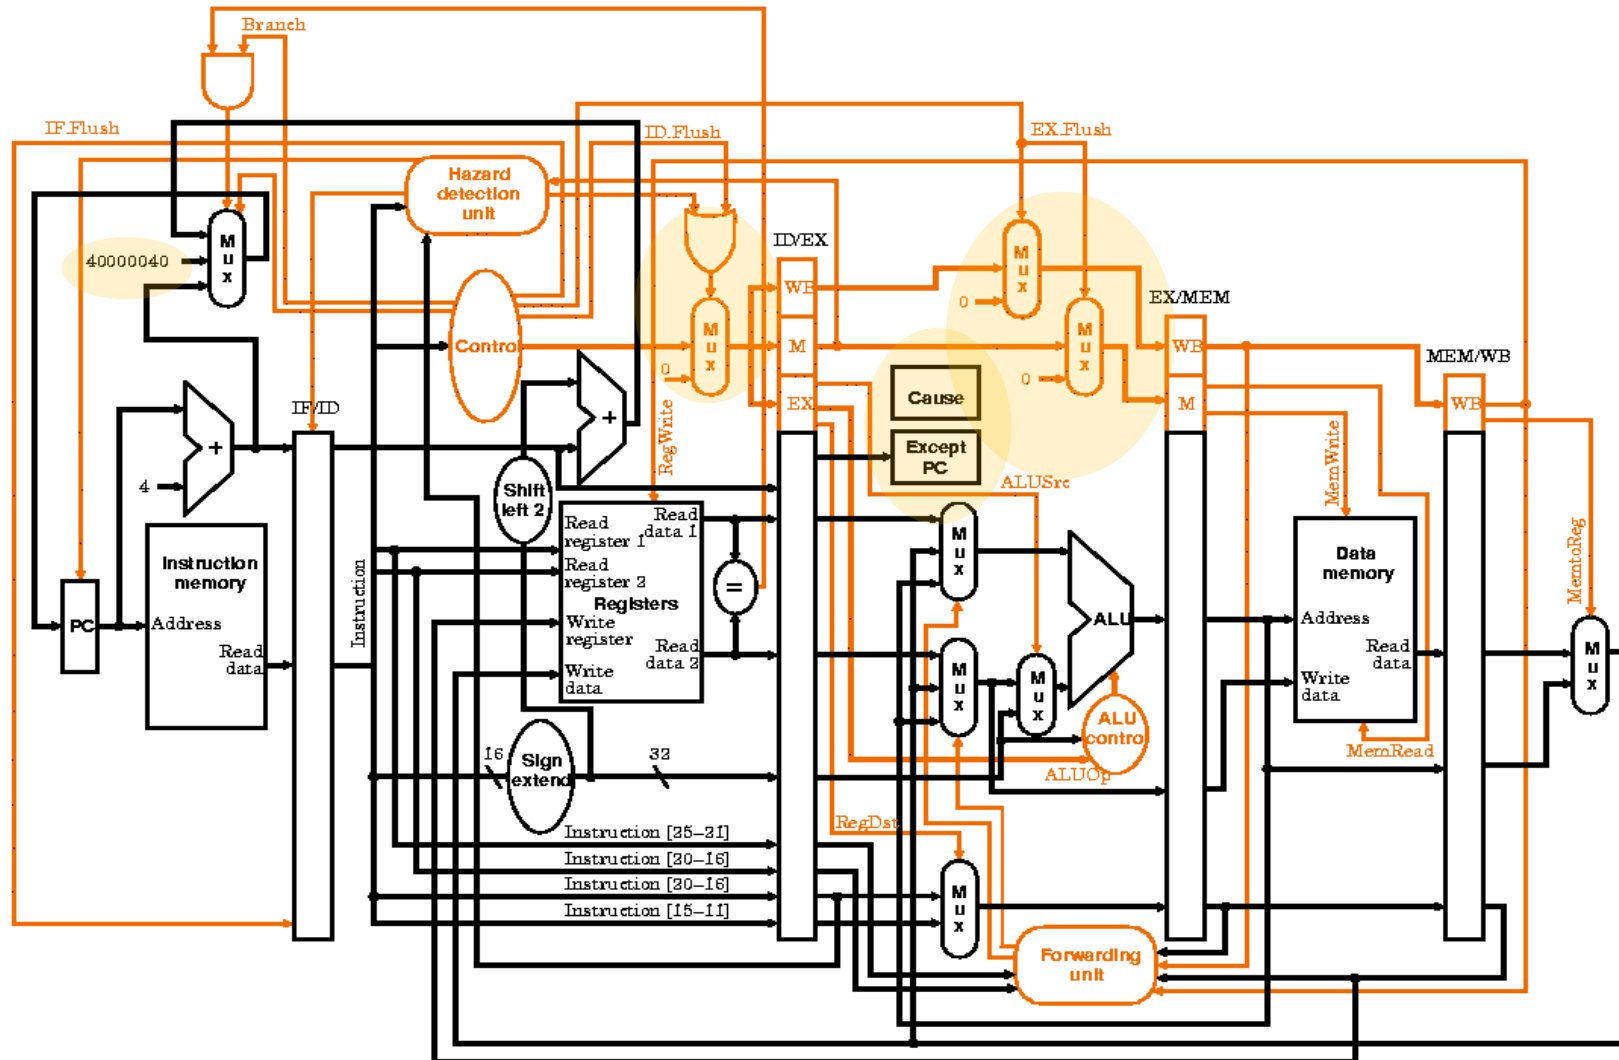 Branch
IF.Flush
ID.Flush
EX.Flush
Hazard
detection
unit
M
u
x
40000040
ID/EX
WB
M
u
x
0
EX/MEM
Control
M
u
x
0
M
M
u
x
0
WB
MEM/WB
Cause
EX
M
WB
IF/ID
+
+
Except
PC
RegWrite
MemWrite
4
Shift
left 2
ALUSrc
MemtoReg
Instruction
memory
Read
register 1
Read
data 1
M
u
x
Data
memory
Read
register 2
=
Registers
PC
Address
Instruction
Write
register
ALU
Address
Read
data
Read
data 2
Write
data
M
u
x
M
u
x
Read
data
Write
data
M
u
x
ALU
control
MemRead
16
Sign
extend
32
ALUOp
RegDst
Instruction [25–21]
Instruction [20–16]
Instruction [20–16]
Instruction [15–11]
M
u
x
Forwarding
unit